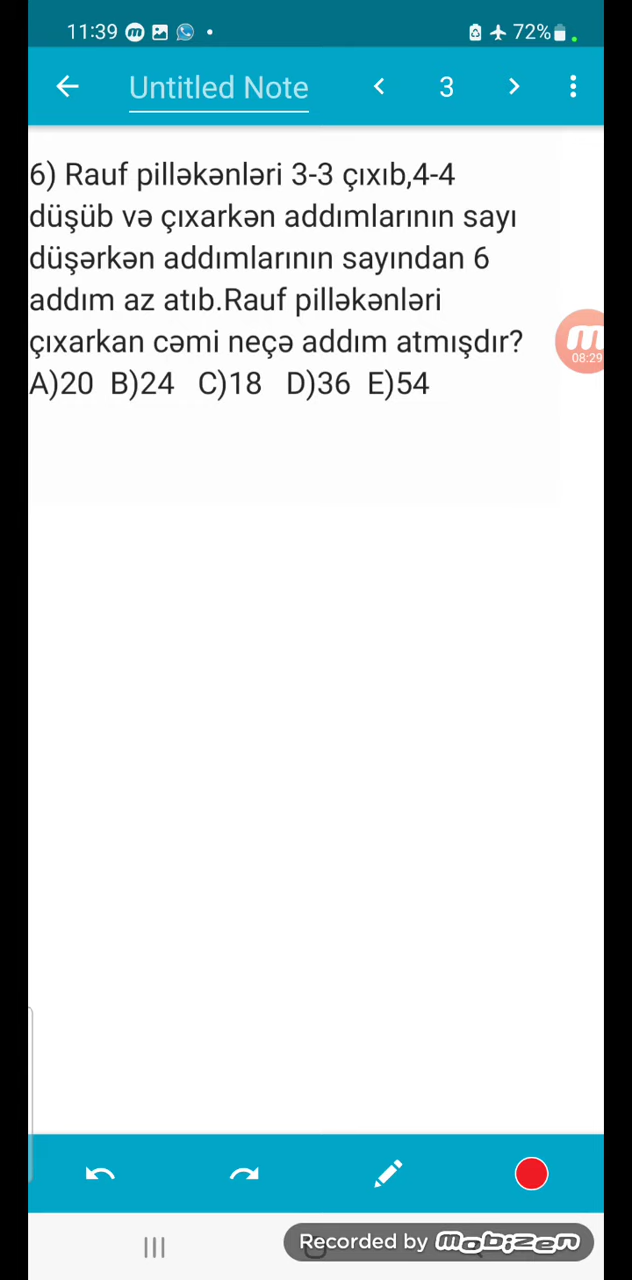 11:39
72%
Untitled Note
3
6) Rauf pilləkənləri 3-3 çıxıb,4-4
düşüb və çıxarkən addımlarının sayı
düşərkən addımlarının sayından 6
addım az atıb.Rauf pilləkənləri
çıxarkan cəmi neçə addım atmışdır?
A)20 B)24 C)18 D)36 E)54
08:29
Recorded by mobizen